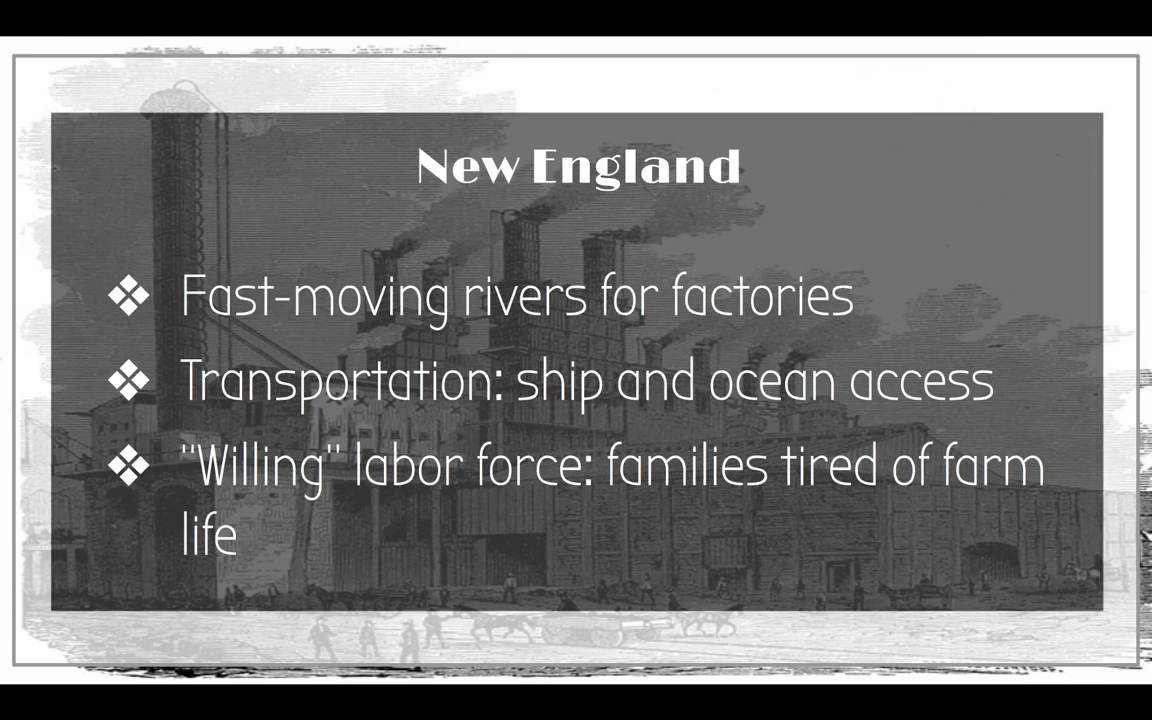 New England
❖ Fast-moving rivers for factories
❖ Transportation: ship and ocean access
❖ "Willing" labor force: families tired of farm
life